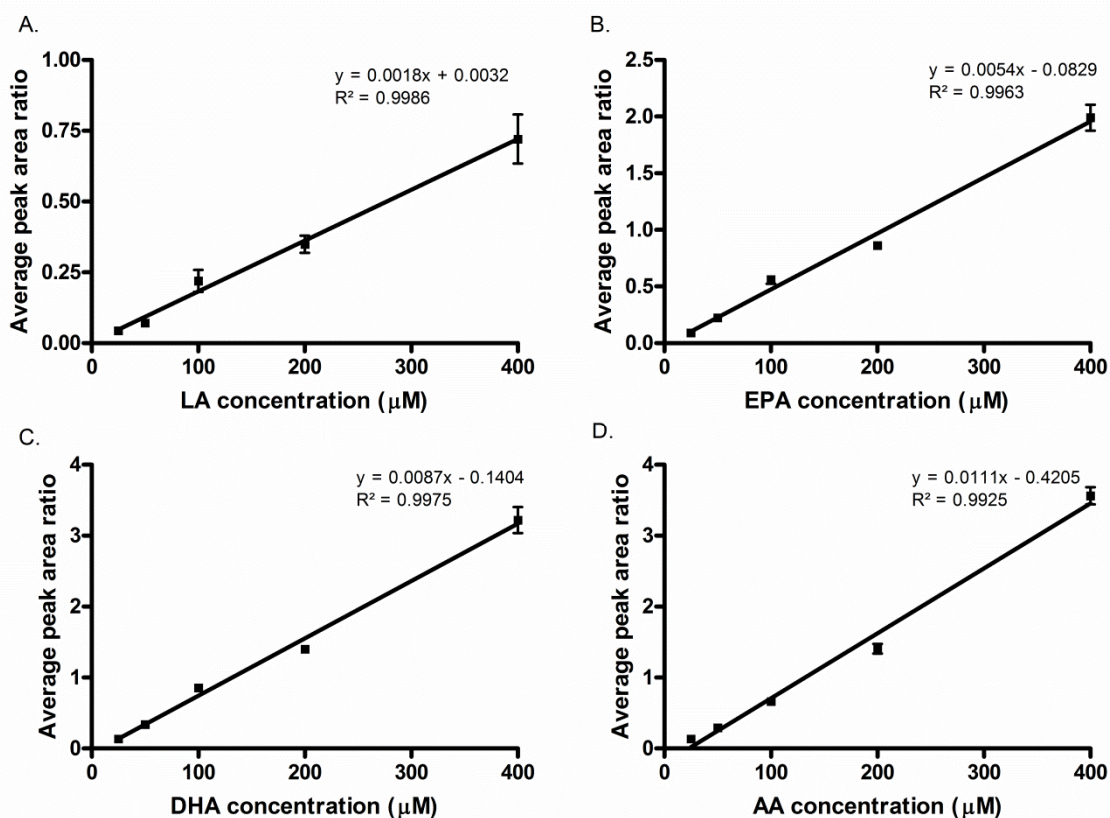 A.
y = 0.0018x + 0.0032
R² = 0.9986
Average peak area ratio
1.00
0.75
0.50
0.25
0.00
0
100
200
300
400
LA concentration (μM)
B.
y = 0.0054x - 0.0829
R² = 0.9963
Average peak area ratio
2.5
2.0
1.5
1.0
0.5
0.0
0
100
200
300
400
EPA concentration (μM)
C.
y = 0.0087x - 0.1404
R² = 0.9975
Average peak area ratio
4
3
2
1
0
0
100
200
300
400
DHA concentration (μM)
D.
y = 0.0111x - 0.4205
R² = 0.9925
Average peak area ratio
4
3
2
1
0
0
100
200
300
400
AA concentration (μM)